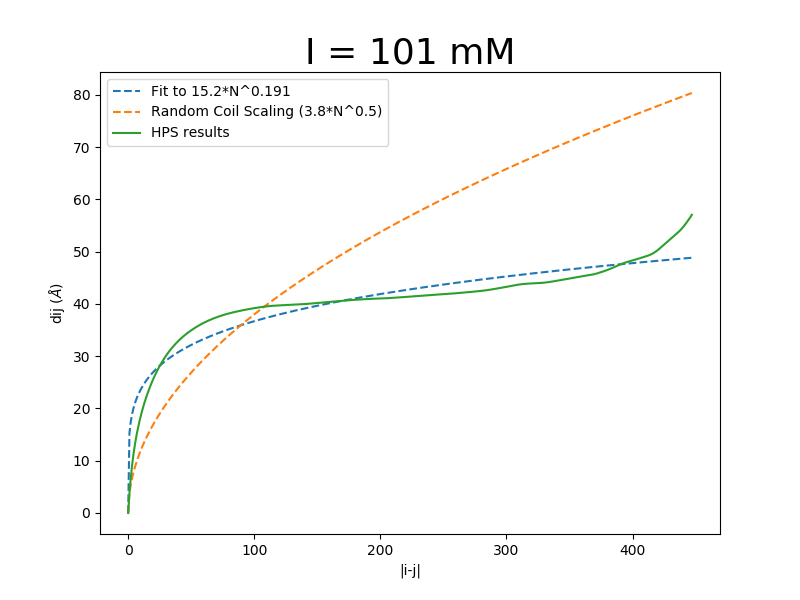 I = 101 mM
Fit to 15.2*N^0.191
Random Coil Scaling (3.8*N^0.5)
HPS results
dij (Å)
80
70
60
50
40
30
20
10
0
0 100 200 300 400
|i-j|